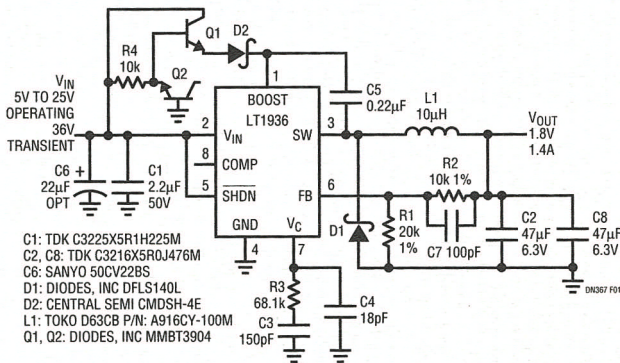 Q1
D2
R4
10k
Q2
1
VIN
5V TO 25V
OPERATING
36V
TRANSIENT
BOOST
LT1936
C5
0.22µF
L1
10µH
VOUT
1.8V
1.4A
2
VIN
SW
3
8
COMP
C6
+
22µF
OPT
C1
2.2µF
50V
5
SHDN
FB
6
R2
10k 1%
GND
VC
D1
R1
20k
1%
C7 100pF
C2
47µF
6.3V
C8
47µF
6.3V
4
7
DN367 F01
C1: TDK C3225X5R1H225M
C2, C8: TDK C3216X5R0J476M
C6: SANYO 50CV22BS
D1: DIODES, INC DFLS140L
D2: CENTRAL SEMI CMDSH-4E
L1: TOKO D63CB P/N: A916CY-100M
Q1, Q2: DIODES, INC MMBT3904
R3
68.1k
C3
150pF
C4
18pF